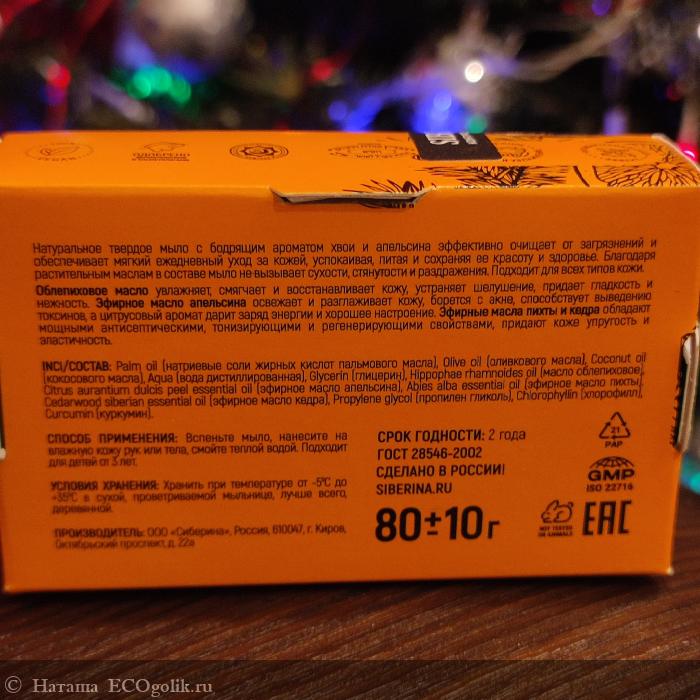 VEGAN
ОДОБРЕНО
Натуральное твердое мыло с бодрящим ароматом хвои и апельсина эффективно очищает от загрязнений и
обеспечивает мягкий ежедневный уход за кожей, успокаивая, питая и сохраняя ее красоту и здоровье. Благодаря
растительным маслам в составе мыло не вызывает сухости, стянутости и раздражения. Подходит для всех типов кожи.
Облепиховое масло увлажняет, смягчает и восстанавливает кожу, устраняет шелушение, придает гладкость и
нежность. Эфирное масло апельсина освежает и разглаживает кожу, борется с акне, способствует выведению
токсинов, а цитрусовый аромат дарит заряд энергии и хорошее настроение. Эфирные масла пихты и кедра обладают
мощными антисептическими, тонизирующими и регенерирующими свойствами, придают коже упругость и
эластичность.
INCI/СОСТАВ: Palm oil (натриевые соли жирных кислот пальмового масла), Olive oil (оливкового масла), Coconut oil
(кокосового масла), Aqua (вода дистиллированная), Glycerin (глицерин), Hippophae rhamnoides oil (масло облепиховое),
Citrus aurantium dulcis peel essential oil (эфирное масло апельсина), Abies alba essential oil (эфирное масло пихты),
Cedarwood siberian essential oil (эфирное масло кедра), Propylene glycol (пропилен гликоль), Chlorophyllin (хлорофилл),
Curcumin (куркумин).
СПОСОБ ПРИМЕНЕНИЯ: Вспеньте мыло, нанесите на
влажную кожу рук или тела, смойте теплой водой. Подходит
для детей от 3 лет.
УСЛОВИЯ ХРАНЕНИЯ: Хранить при температуре от -5°С до
+35°С в сухой, проветриваемой мыльнице, лучше всего,
деревянной.
ПРОИЗВОДИТЕЛЬ: ООО «Сиберина», Россия, 610047, г. Киров,
Октябрьский проспект, д. 22а
СРОК ГОДНОСТИ: 2 года
ГОСТ 28546-2002
СДЕЛАНО В РОССИИ!
SIBERINA.RU
80±10г
21
PAP
GMP
ISO 22716
NOT TESTED
ON ANIMALS
EAC
© Наташа ECOgolik.ru